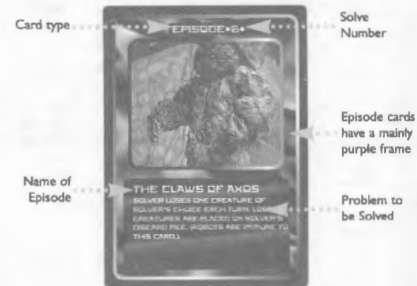 Card type
EPISODE•6•
Solve
Number
Episode cards
have a mainly
purple frame
Name of
Episode
THE CLAWS OF AXOS
SOLVER LOSES ONE CREATURE OF
SOLVER'S CHOICE EACH TURN. LOST
CREATURES ARE PLACED ON SOLVER'S
DISCARD PILE. (ROBOTS ARE IMMUNE TO
THIS CARD.)
Problem to
be Solved